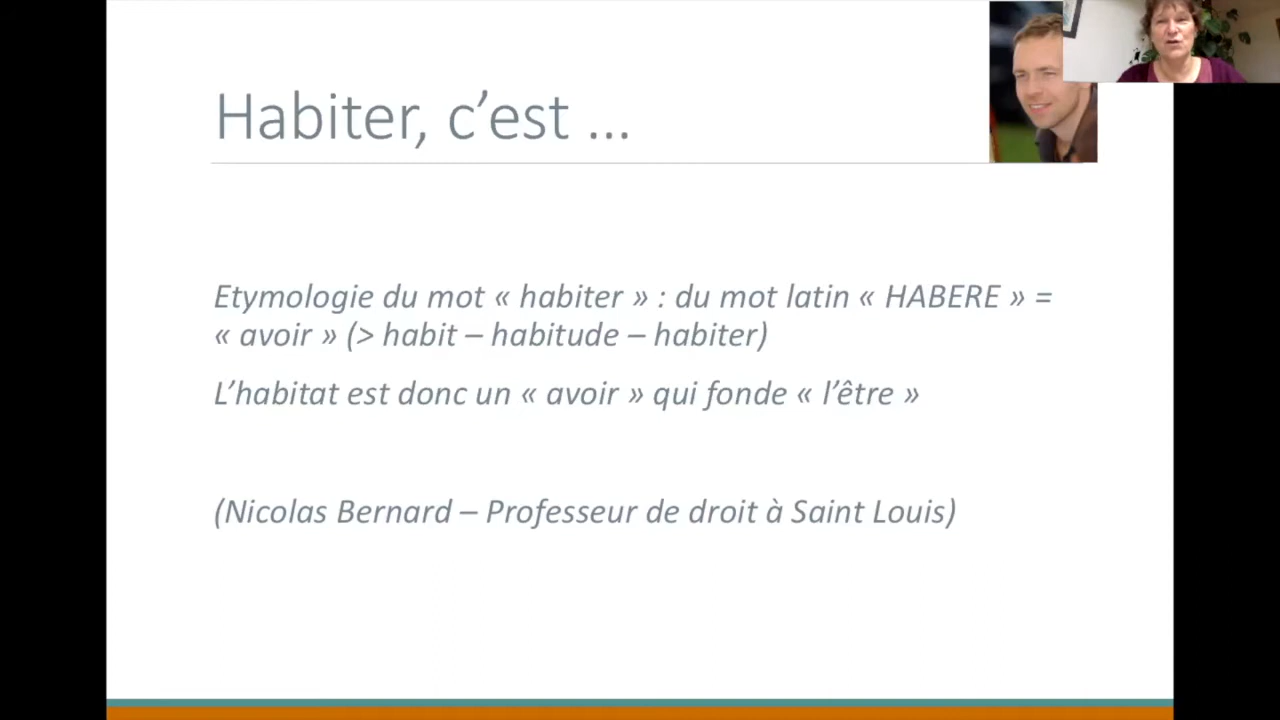 Habiter, c’est …
Etymologie du mot « habiter » : du mot latin « HABERE » =
« avoir » (> habit – habitude – habiter)
L’habitat est donc un « avoir » qui fonde « l’être »
(Nicolas Bernard – Professeur de droit à Saint Louis)